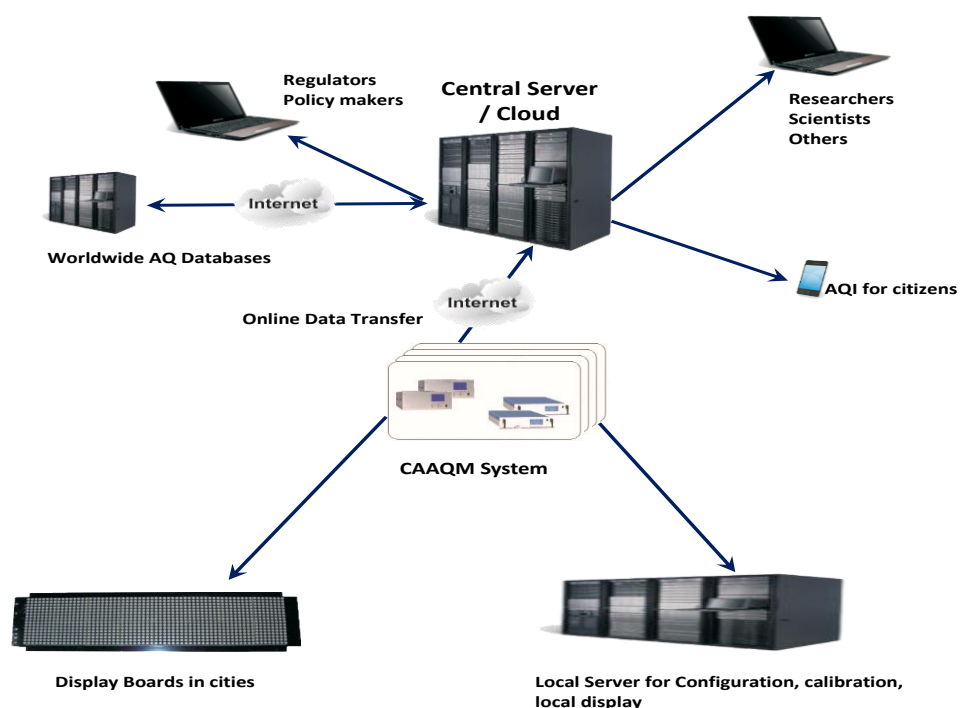 Regulators
Policy makers
Central Server
/ Cloud
Researchers
Scientists
Others
Internet
Worldwide AQ Databases
AQI for citizens
Internet
Online Data Transfer
CAAQM System
Display Boards in cities
Local Server for Configuration, calibration,
local display